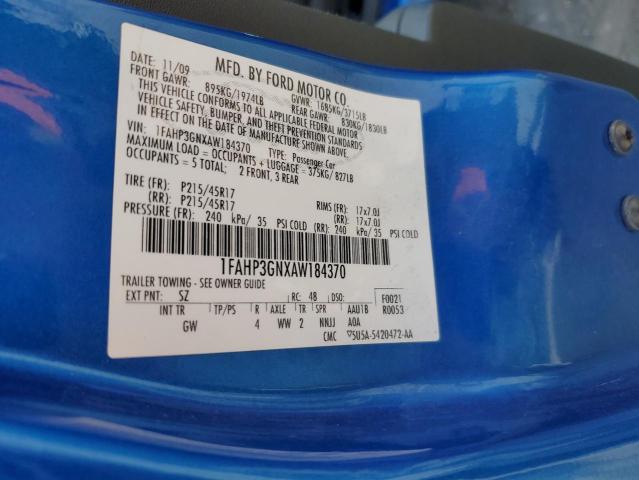 MFD. BY FORD MOTOR CO.
DATE: 11/09 GVWR: 1685KG/3715LB
FRONT GAWR: 895KG/1974LB REAR GAWR: 830KG/1830LB
THIS VEHICLE CONFORMS TO ALL APPLICABLE FEDERAL MOTOR
VEHICLE SAFETY, BUMPER, AND THEFT PREVENTION STANDARDS
IN EFFECT ON THE DATE OF MANUFACTURE SHOWN ABOVE.
VIN: 1FAHP3GNXAW184370 TYPE: Passenger Car
MAXIMUM LOAD = OCCUPANTS + LUGGAGE = 375KG/ 827LB
OCCUPANTS = 5 TOTAL; 2 FRONT, 3 REAR
TIRE (FR): P215/45R17 RIMS (FR): 17x7.0J
(RR): P215/45R17 (RR): 17x7.0J
PRESSURE (FR): 240 kPa/ 35 PSI COLD (RR): 240 kPa/ 35 PSI COLD
1FAHP3GNXAW184370
TRAILER TOWING - SEE OWNER GUIDE
EXT PNT: SZ RC: 48 DSO: F0021
INT TR TP/PS R AXLE TR SPR AAU1B R0053
GW 4 WW 2 NNJJ A0A
CMC 5U5A-5420472-AA